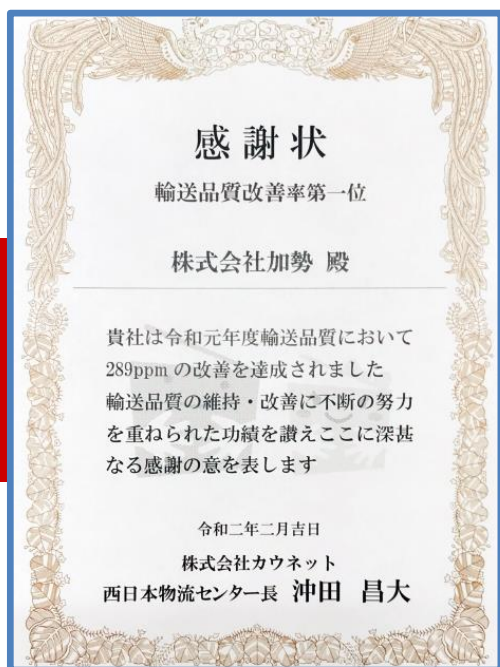 感謝状
輸送品質改善率第一位
株式会社加勢 殿
貴社は令和元年度輸送品質において
289ppm の改善を達成されました
輸送品質の維持・改善に不断の努力
を重ねられた功績を讃えここに深甚
なる感謝の意を表します
令和二年二月吉日
株式会社カウネット
西日本物流センター長 沖田 昌大